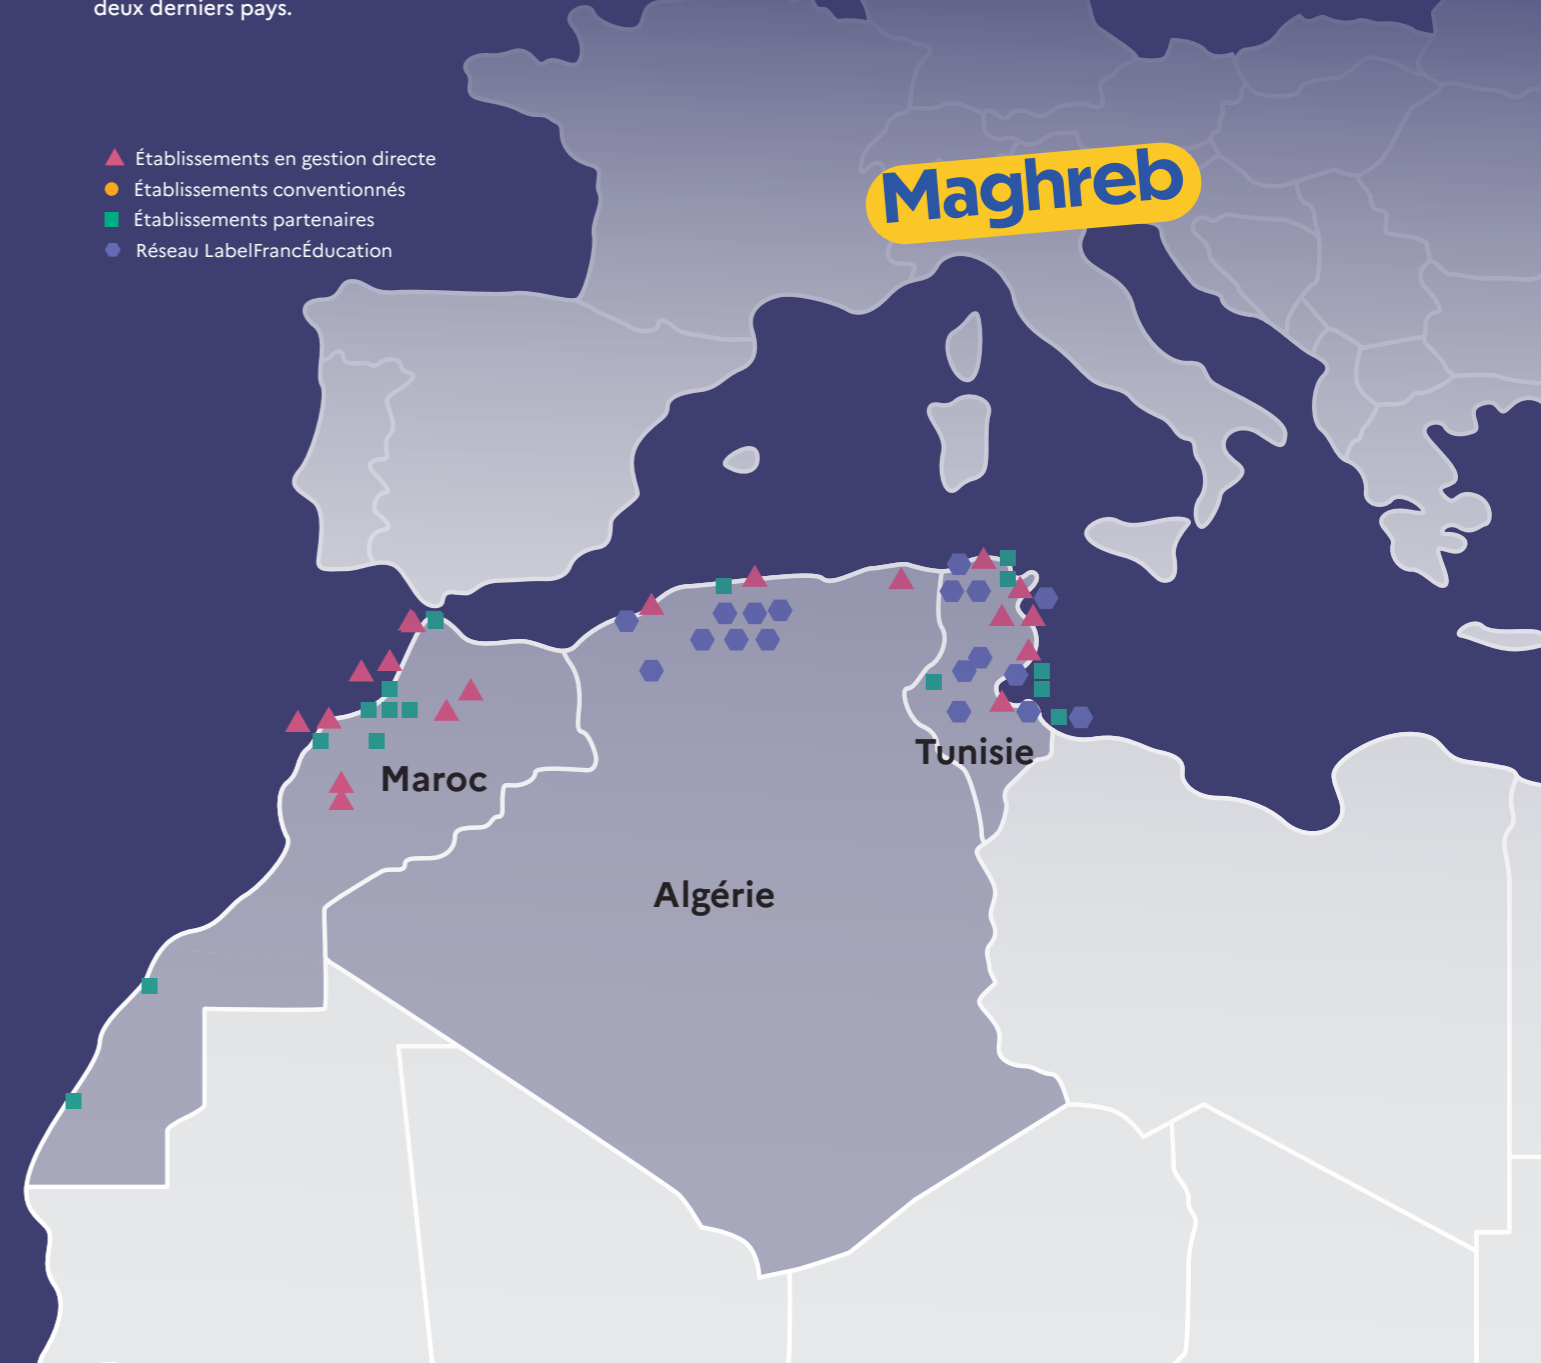 deux derniers pays.
Établissements en gestion directe
Établissements conventionnés
Établissements partenaires
Réseau LabelFrancÉducation
Maghreb
Tunisie
Maroc
Algérie